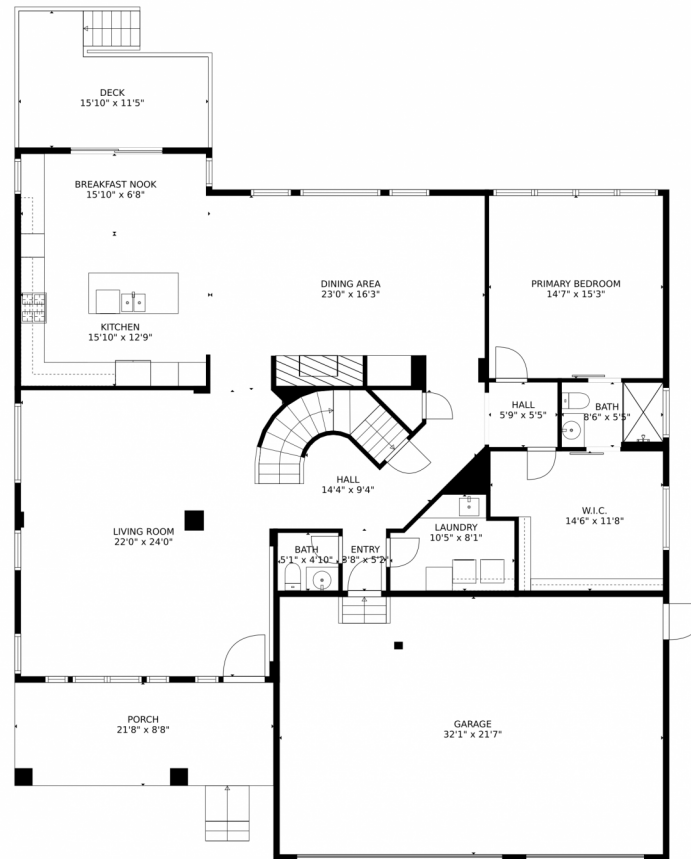 DECK
15'10" x 11'5"
BREAKFAST NOOK
15'10" x 6'8"
DINING AREA
23'0" x 16'3"
PRIMARY BEDROOM
14'7" x 15'3"
KITCHEN
15'10" x 12'9"
HALL
5'9" x 5'5"
BATH
8'6" x 5'5"
HALL
14'4" x 9'4"
W.I.C.
14'6" x 11'8"
LIVING ROOM
22'0" x 24'0"
LAUNDRY
10'5" x 8'1"
BATH
5'1" x 4'10"
ENTRY
3'8" x 5'2"
PORCH
21'8" x 8'8"
GARAGE
32'1" x 21'7"